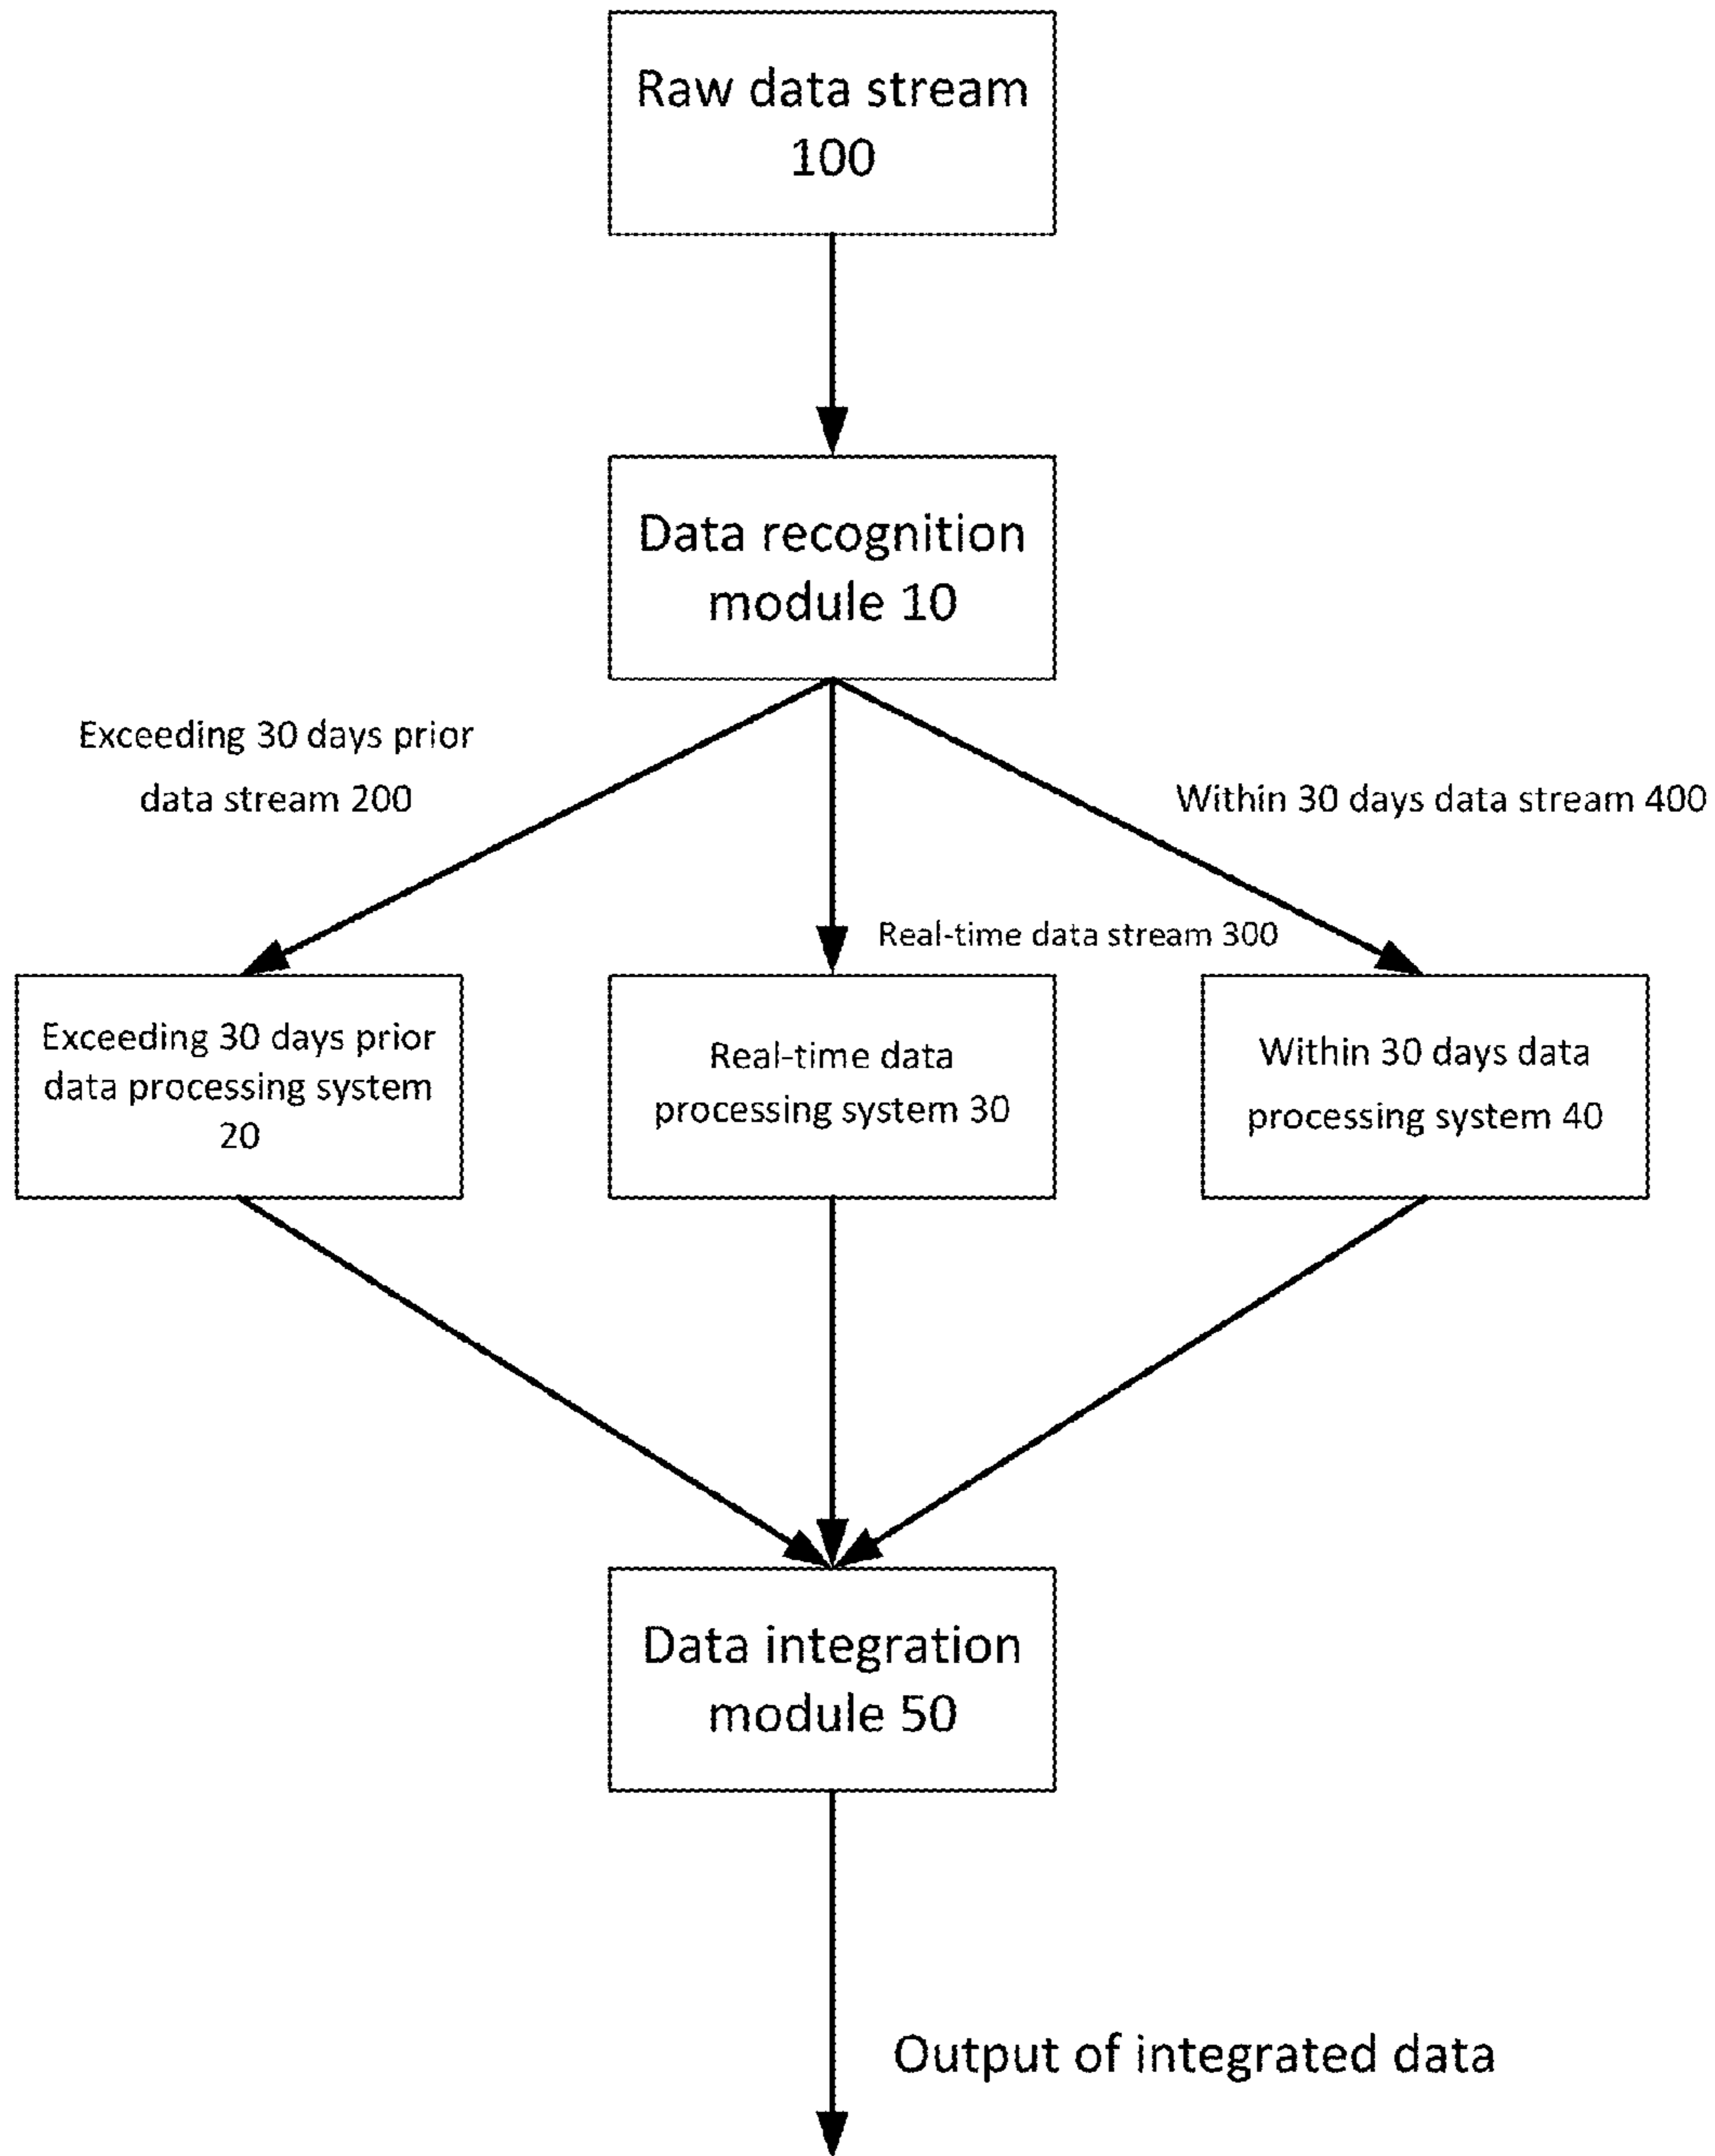 Raw data stream
100
Data recognition
module 10
Exceeding 30 days prior
data stream 200
Within 30 days data stream 400
Real-time data stream 300
Exceeding 30 days prior
data processing system
20
Real-time data
processing system 30
Within 30 days data
processing system 40
Data integration
module 50
Output of integrated data